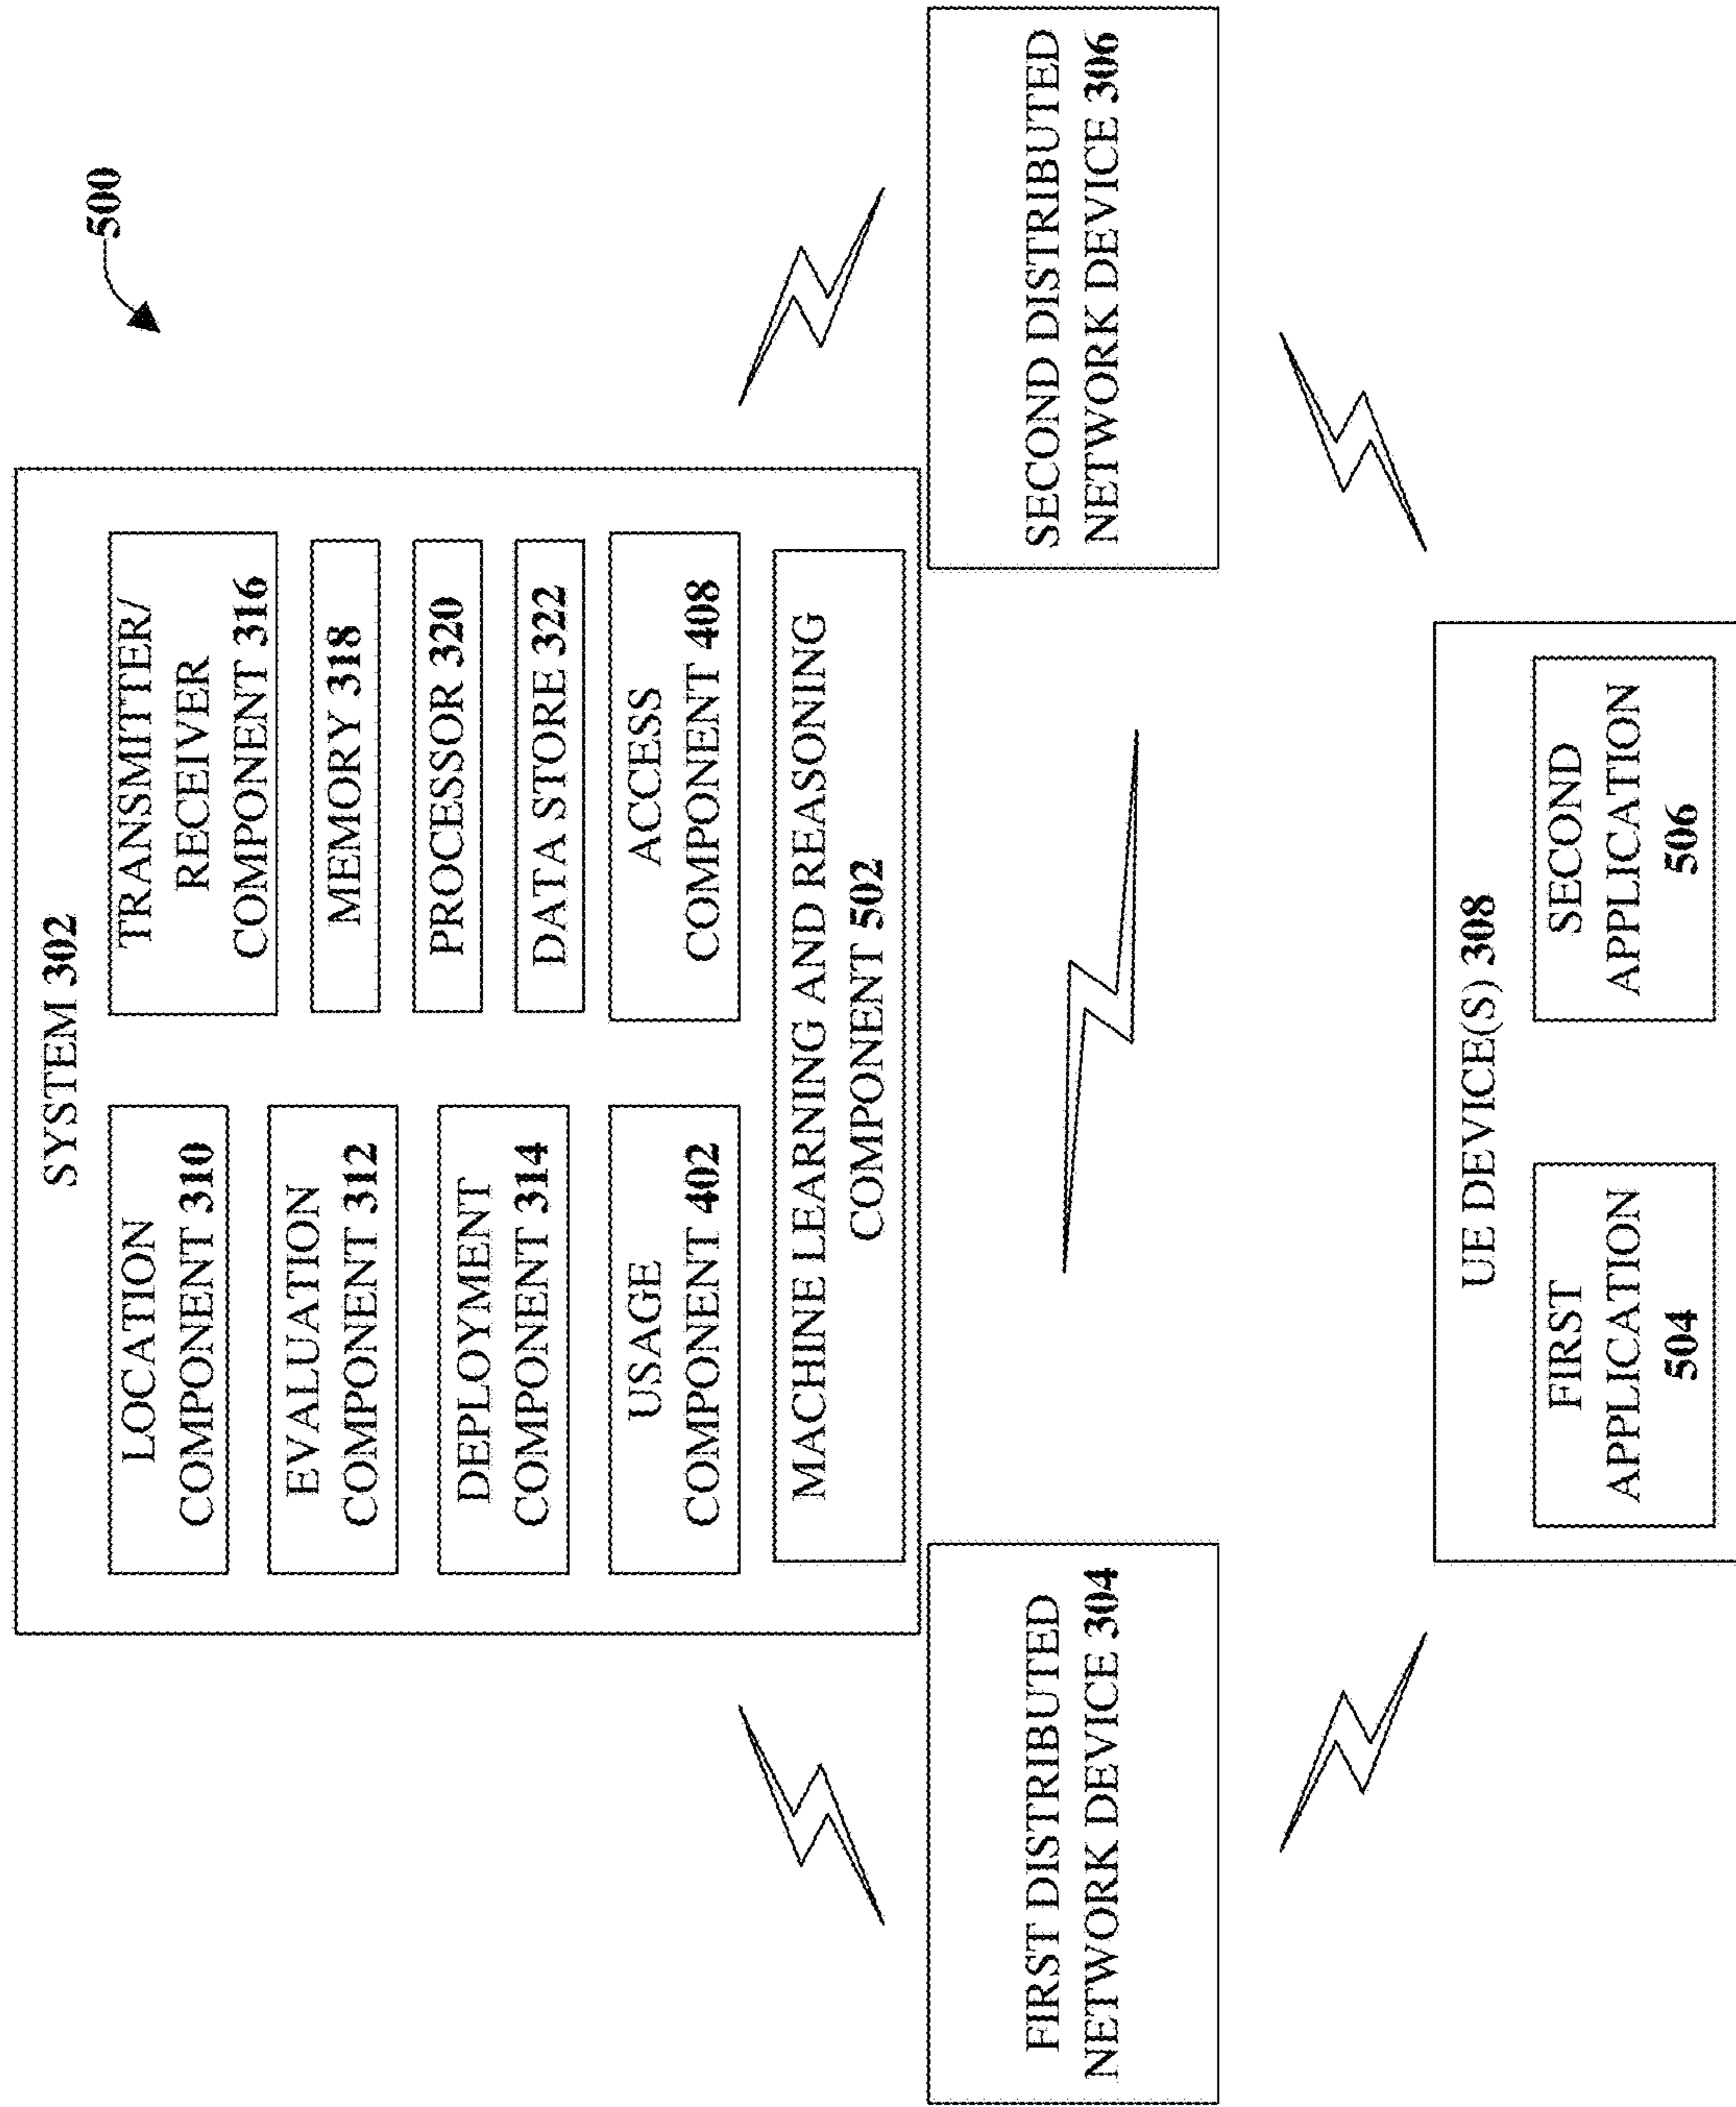 500
SYSTEM 302
LOCATION
COMPONENT 310
EVALUATION
COMPONENT 312
DEPLOYMENT
COMPONENT 314
USAGE
COMPONENT 402
TRANSMITTER/
RECEIVER
COMPONENT 316
MEMORY 318
PROCESSOR 320
DATA STORE 322
ACCESS
COMPONENT 408
MACHINE LEARNING AND REASONING
COMPONENT 502
FIRST DISTRIBUTED
NETWORK DEVICE 304
SECOND DISTRIBUTED
NETWORK DEVICE 306
UE DEVICE(S) 308
FIRST
APPLICATION
504
SECOND
APPLICATION
506